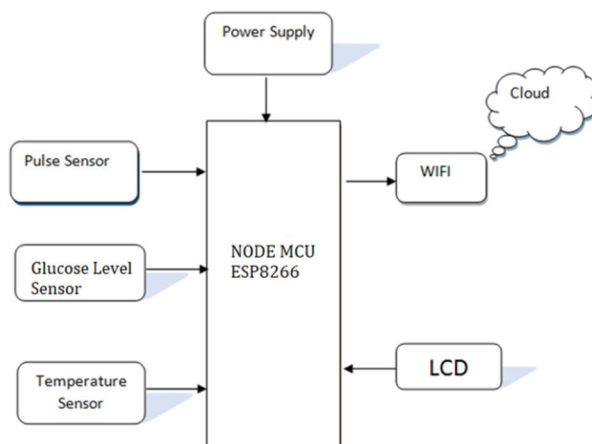 Power Supply
Cloud
Pulse Sensor
WIFI
NODE MCU
ESP8266
Glucose Level
Sensor
LCD
Temperature
Sensor